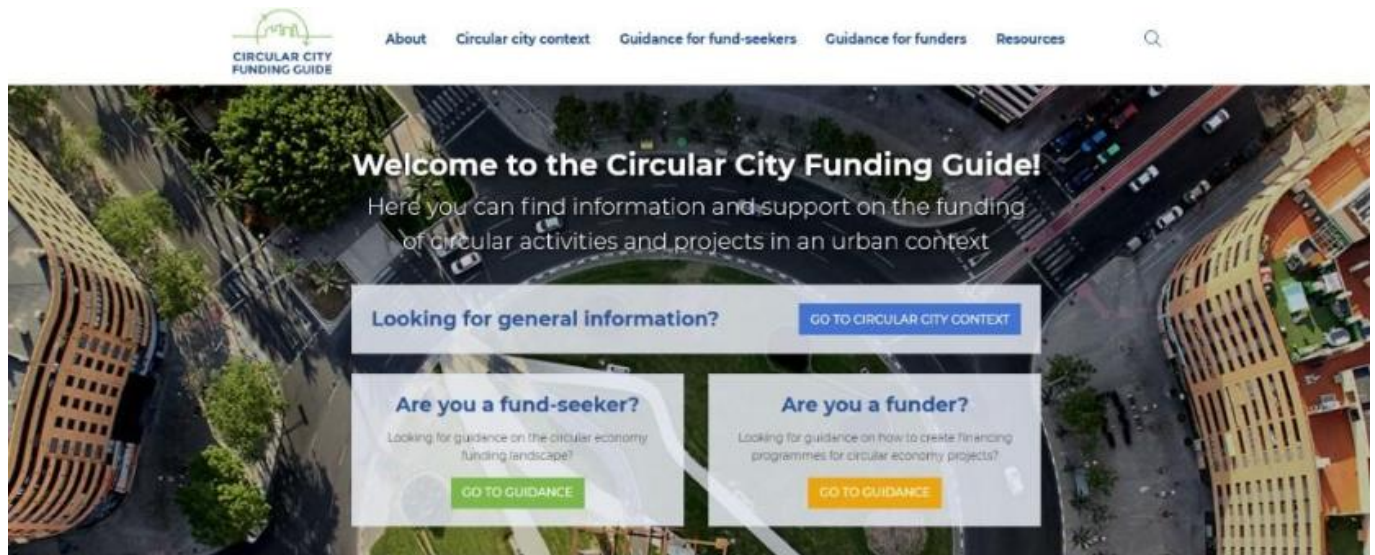 CIRCULAR CITY
FUNDING GUIDE
About
Circular city context
Guidance for fund-seekers
Guidance for funders
Resources
Welcome to the Circular City Funding Guide!
Here you can find information and support on the funding
of circular activities and projects in an urban context
Looking for general information?
GO TO CIRCULAR CITY CONTEXT
Are you a fund-seeker?
Looking for guidance on the circular economy
funding landscape?
GO TO GUIDANCE
Are you a funder?
Looking for guidance on how to create financing
programmes for circular economy projects?
GO TO GUIDANCE